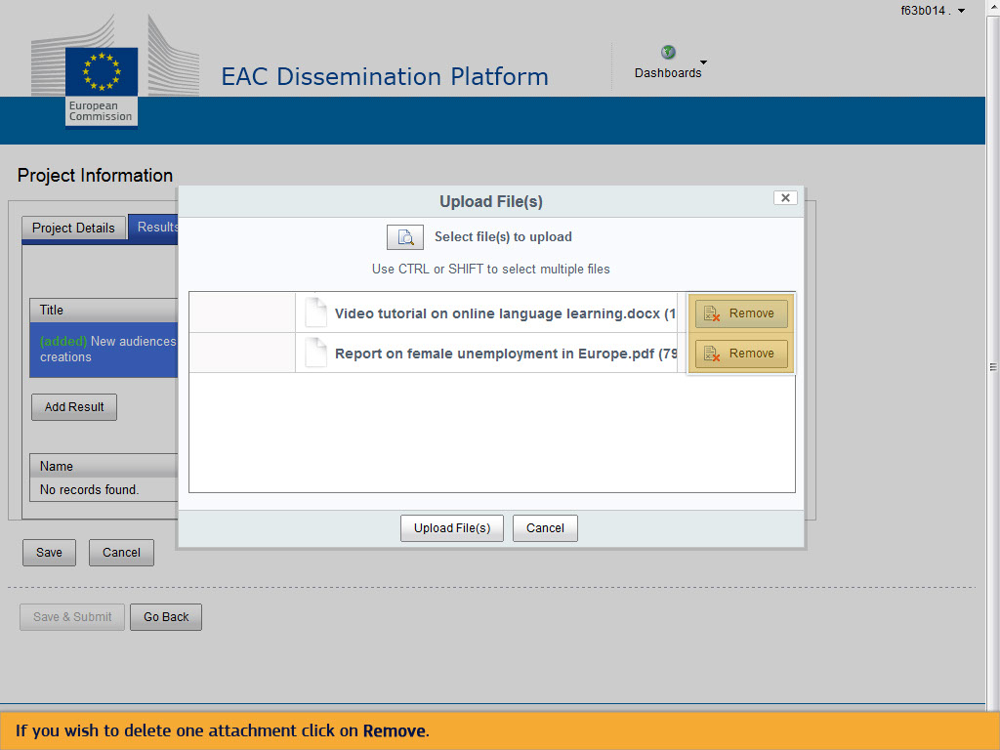 f63b014 .
EAC Dissemination Platform
Dashboards
European
Commission
Project Information
Upload File(s)
Project Details
Results
Select file(s) to upload
Use CTRL or SHIFT to select multiple files
Title
Video tutorial on online language learning.docx (1
Remove
(added) New audiences
creations
Report on female unemployment in Europe.pdf (79
Remove
Add Result
Name
No records found.
Upload File(s)
Cancel
Save
Cancel
Save & Submit
Go Back
If you wish to delete one attachment click on Remove.